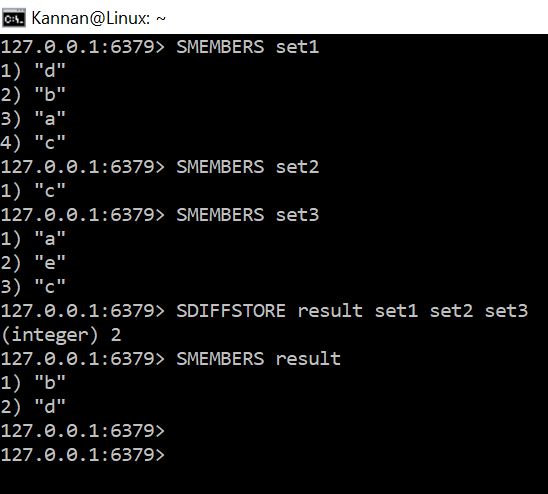 Kannan@Linux: ~
127.0.0.1:6379> SMEMBERS set1
1) "d"
2) "b"
3) "a"
4) "c"
127.0.0.1:6379> SMEMBERS set2
1) "c"
127.0.0.1:6379> SMEMBERS set3
1) "a"
2) "e"
3) "c"
127.0.0.1:6379> SDIFFSTORE result set1 set2 set3
(integer) 2
127.0.0.1:6379> SMEMBERS result
1) "b"
2) "d"
127.0.0.1:6379>
127.0.0.1:6379>